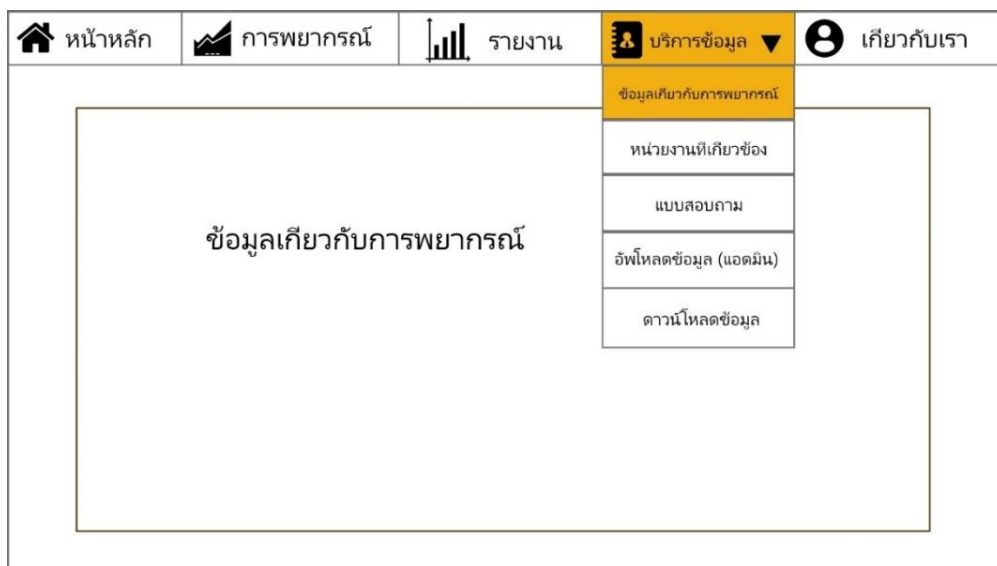 หน้าหลัก การพยากรณ์ รายงาน บริการข้อมูล เกียวกับเรา
ข้อมูลเกียวกับการพยากรณ์
หน่วยงานทีเกียวข้อง
แบบสอบถาม
ข้อมูลเกียวกับการพยากรณ์
อัพโหลดข้อมูล (แอดมิน)
ดาวน์โหลดข้อมูล